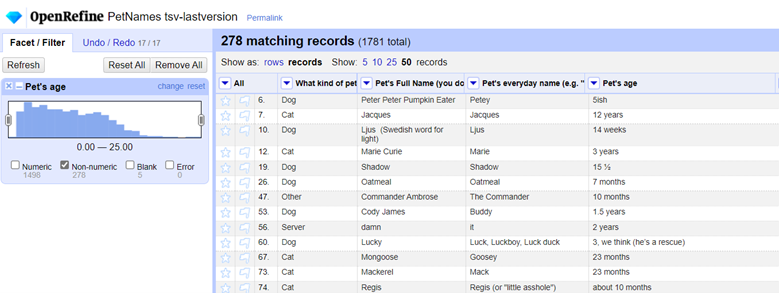 OpenRefine PetNames tsv-lastversion Permalink
Facet / Filter Undo / Redo 17 / 17
Refresh Reset All Remove All
× – Pet's age change reset
0.00 — 25.00
Numeric Non-numeric Blank Error
1498 278 5 0
278 matching records (1781 total)
Show as: rows records Show: 5 10 25 50 records
All What kind of pet Pet's Full Name (you do Pet's everyday name (e.g. " Pet's age
6. Dog Peter Peter Pumpkin Eater Petey 5ish
7. Cat Jacques Jacques 12 years
10. Dog Ljus (Swedish word for Ljus 14 weeks
light)
12. Cat Marie Curie Marie 3 years
19. Dog Shadow Shadow 15 ½
26. Dog Oatmeal Oatmeal 7 months
47. Other Commander Ambrose The Commander 10 months
53. Dog Cody James Buddy 1.5 years
56. Server damn it 2 years
60. Dog Lucky Luck, Luckboy, Luck duck 3, we think (he's a rescue)
67. Cat Mongoose Goosey 23 months
73. Cat Mackerel Mack 23 months
74. Cat Regis Regis (or "little asshole") about 10 months